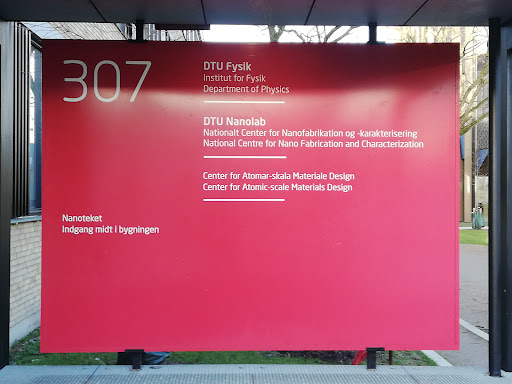 307
DTU Fysik
Institut for Fysik
Department of Physics
DTU Nanolab
Nationalt Center for Nanofabrikation og -karakterisering
National Centre for Nano Fabrication and Characterization
Center for Atomar-skala Materiale Design
Center for Atomic-scale Materials Design
Nanoteket
Indgang midt i bygningen